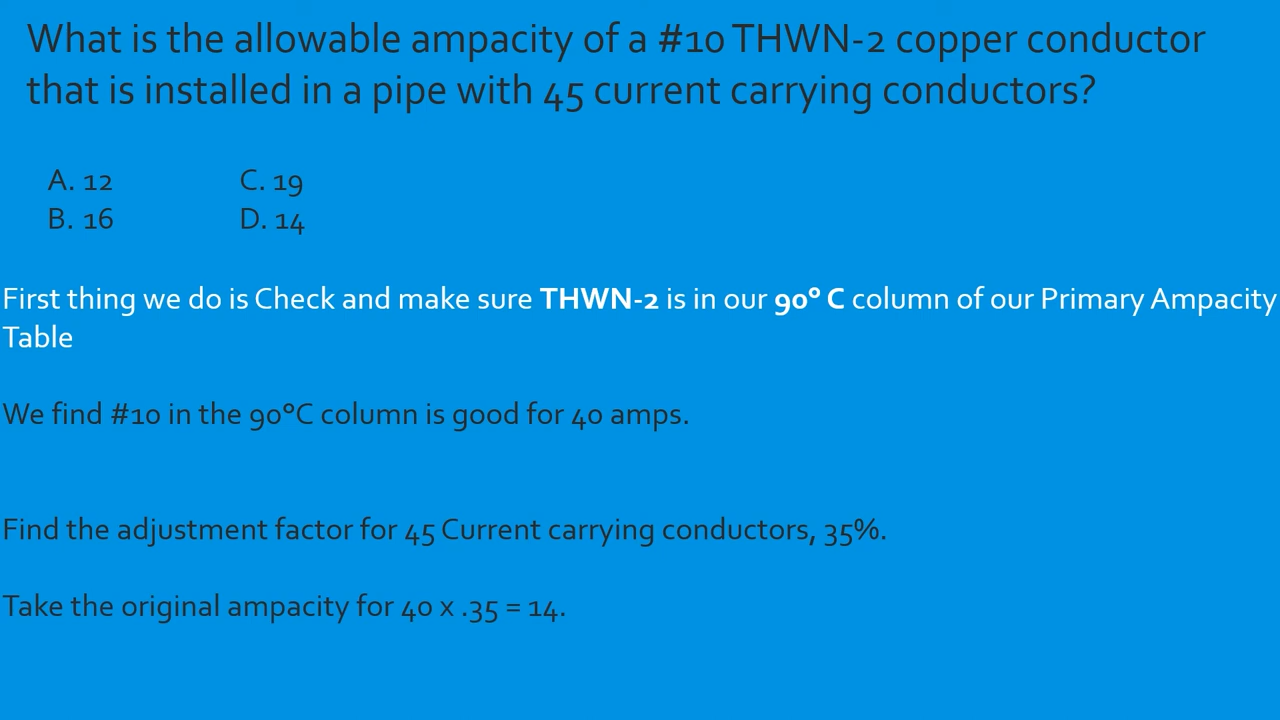 What is the allowable ampacity of a #10 THWN-2 copper conductor
that is installed in a pipe with 45 current carrying conductors?
A. 12 C. 19
B. 16 D. 14
First thing we do is Check and make sure THWN-2 is in our 90° C column of our Primary Ampacity
Table
We find #10 in the 90°C column is good for 40 amps.
Find the adjustment factor for 45 Current carrying conductors, 35%.
Take the original ampacity for 40 x .35 = 14.